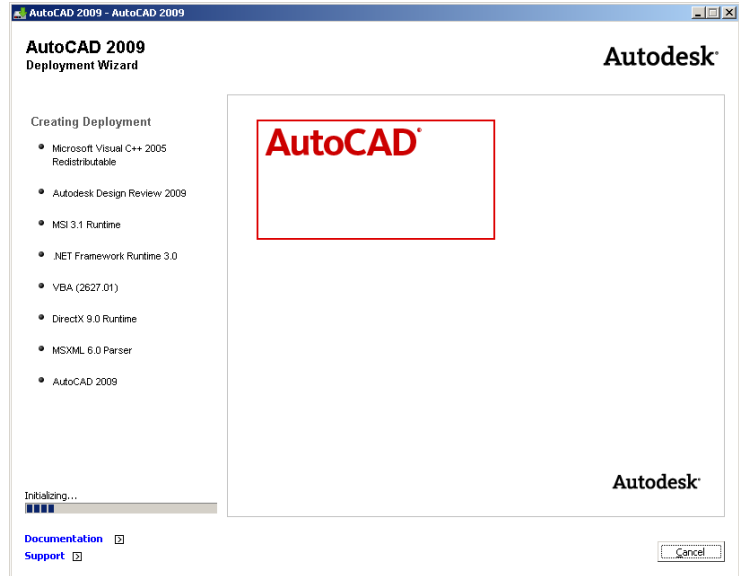 AutoCAD 2009 - AutoCAD 2009
AutoCAD 2009
Deployment Wizard
Autodesk
Creating Deployment
Microsoft Visual C++ 2005
Redistributable
Autodesk Design Review 2009
MSI 3.1 Runtime
.NET Framework Runtime 3.0
VBA (2627.01)
DirectX 9.0 Runtime
MSXML 6.0 Parser
AutoCAD 2009
AutoCAD
Autodesk
Initializing...
Documentation
Support
Cancel